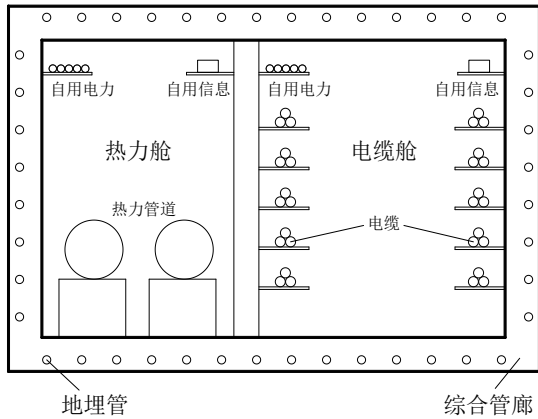 自用电力
自用信息
自用电力
自用信息
热力舱
电缆舱
热力管道
电缆
地埋管
综合管廊